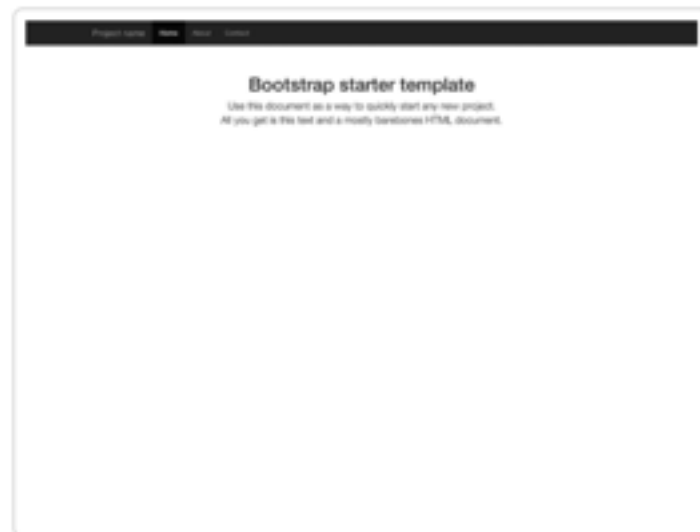 Project name Home About Contact
Bootstrap starter template
Use this document as a way to quickly start any new project.
All you get is this text and a mostly barebones HTML document.